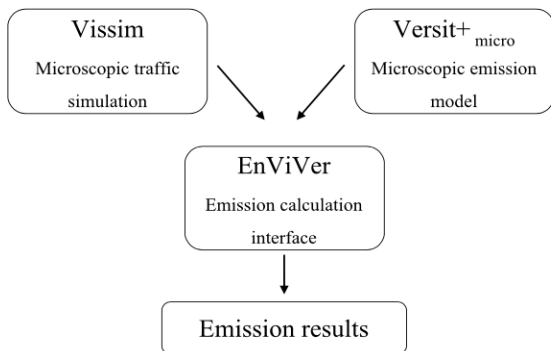 Vissim
Microscopic traffic
simulation
Versit+ micro
Microscopic emission
model
EnViVer
Emission calculation
interface
Emission results